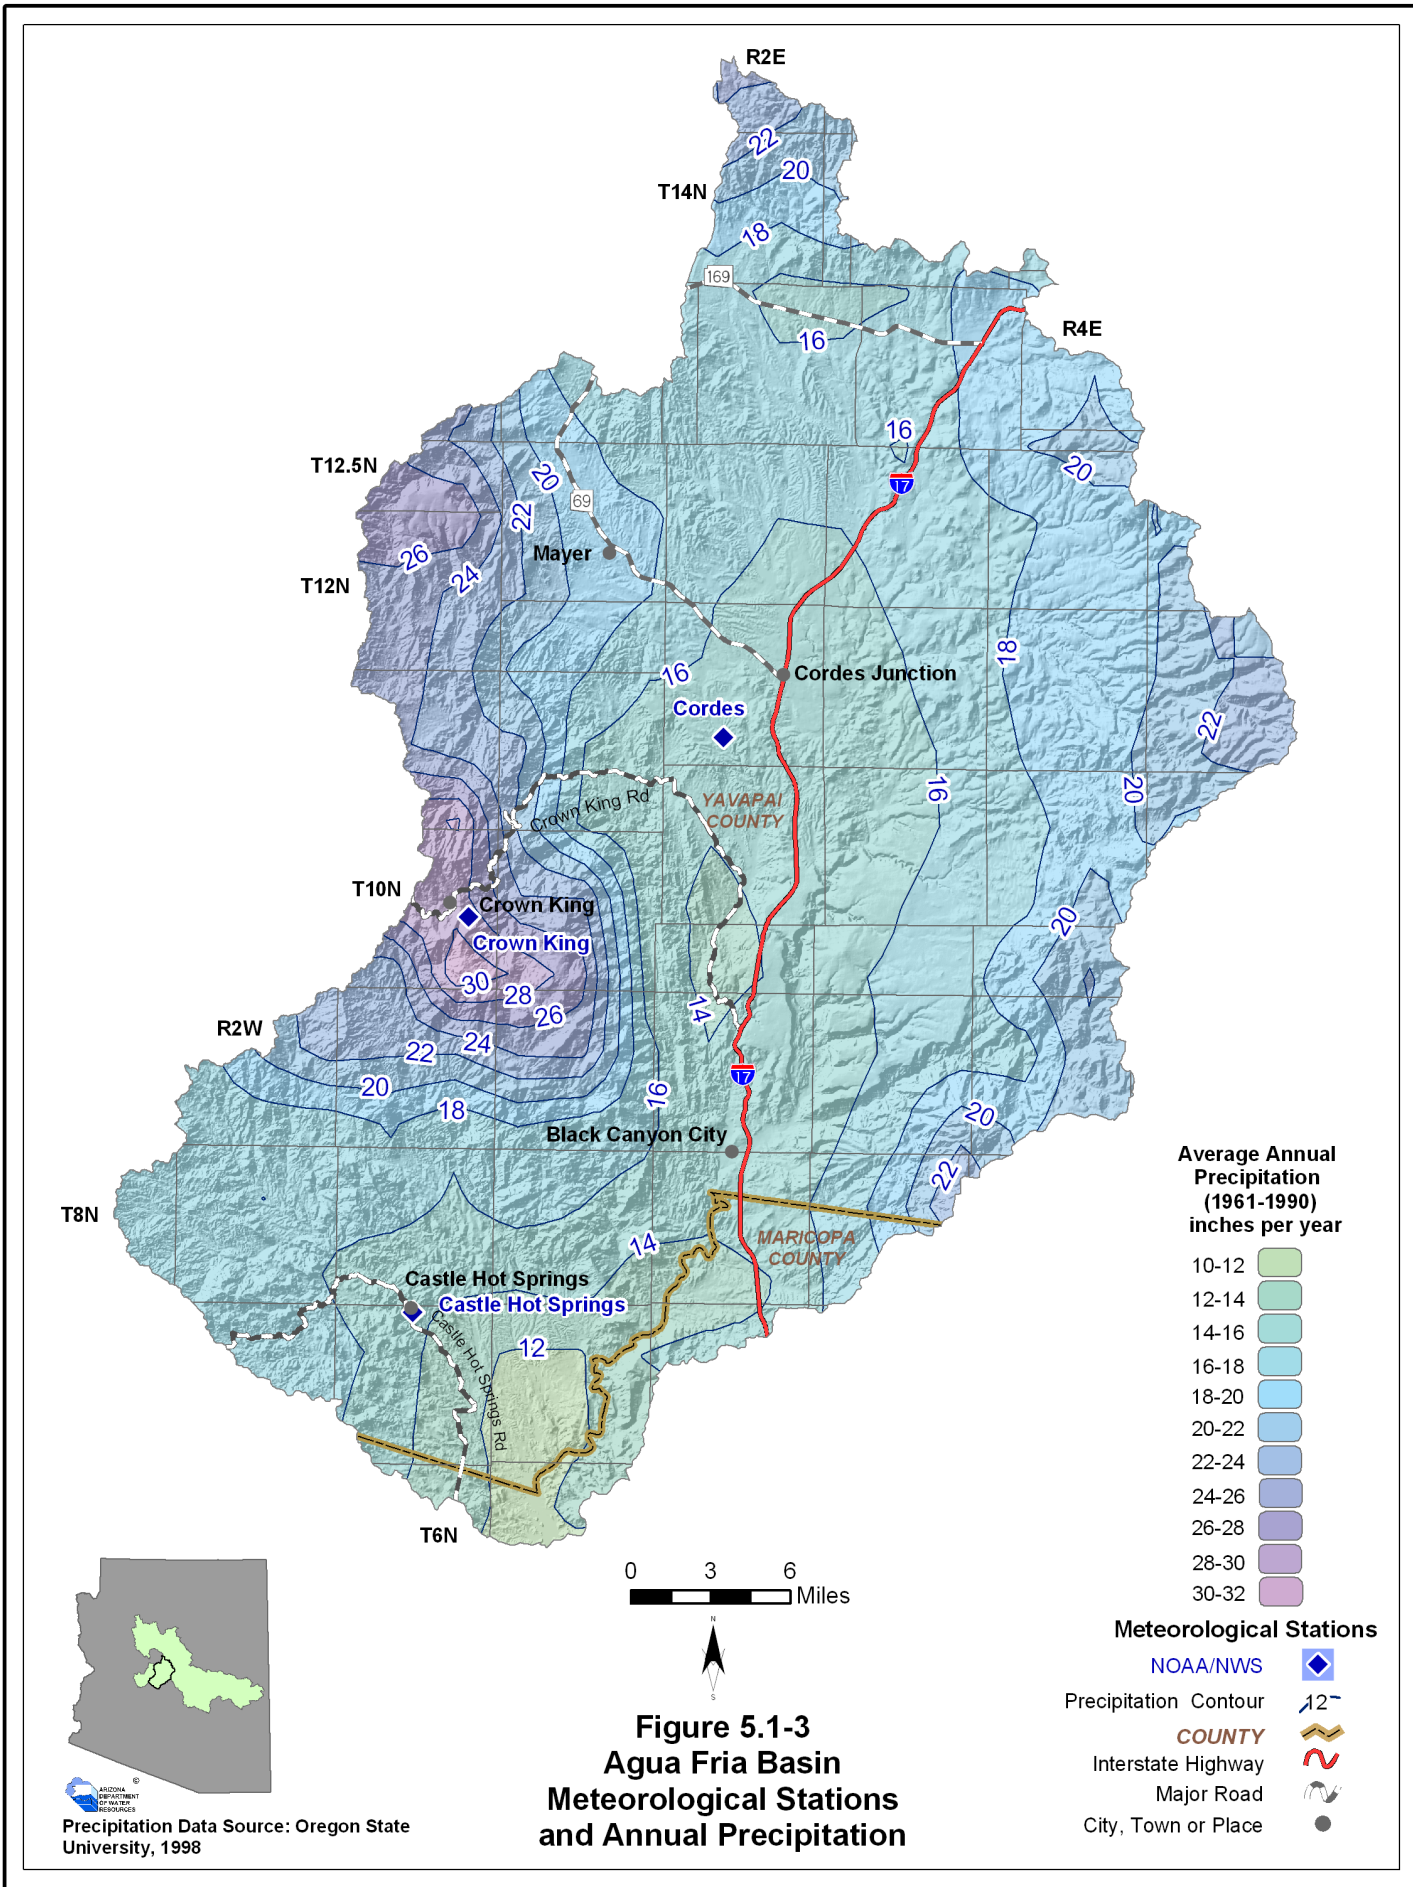 R2E
22
20
T14N
18
169
16
R4E
16
20
T12.5N
20
17
69
22
Mayer
26
24
T12N
18
16
Cordes Junction
Cordes
22
16
20
YAVAPAI
COUNTY
Crown King Rd
T10N
Crown King
20
Crown King
30
28
14
26
R2W
24
22
17
20
16
18
20
Black Canyon City
22
T8N
MARICOPA
COUNTY
14
Castle Hot Springs
Castle Hot Springs
Castle Hot Springs Rd
12
T6N
Average Annual
Precipitation
(1961-1990)
inches per year
10-12
12-14
14-16
16-18
18-20
20-22
22-24
24-26
26-28
28-30
30-32
Meteorological Stations
NOAA/NWS
Precipitation Contour
12
COUNTY
Interstate Highway
Major Road
City, Town or Place
0 3 6
Miles
N
S
Figure 5.1-3
Agua Fria Basin
Meteorological Stations
and Annual Precipitation
©
ARIZONA
DEPARTMENT
OF WATER
RESOURCES
Precipitation Data Source: Oregon State
University, 1998